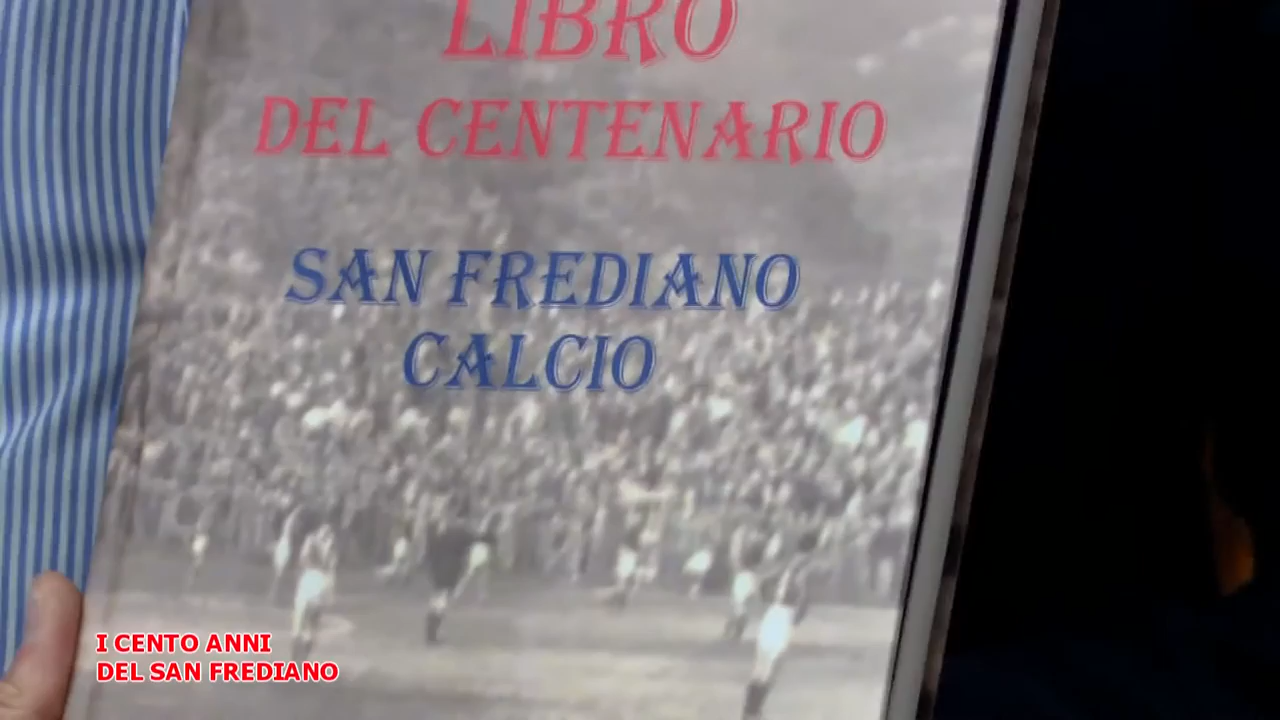 LIBRO
DEL CENTENARIO
SAN FREDIANO
CALCIO
I CENTO ANNI
DEL SAN FREDIANO